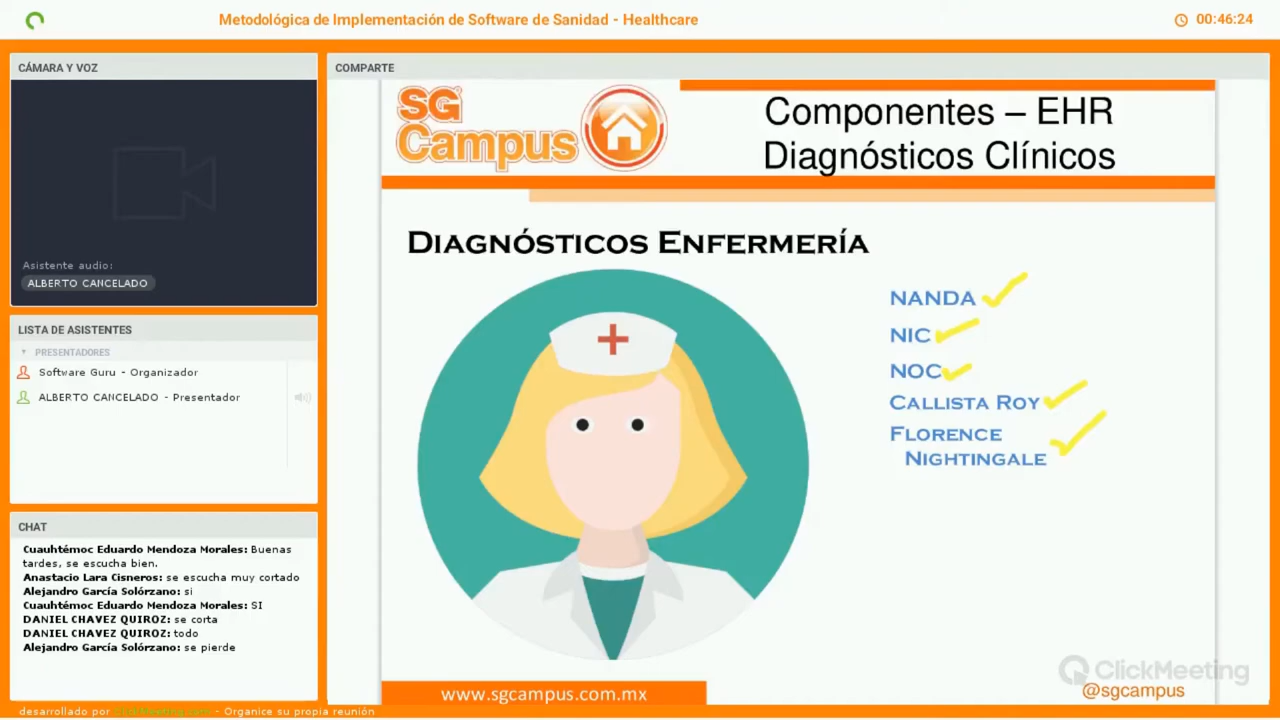 Metodológica de Implementación de Software de Sanidad - Healthcare
00:46:24
CÁMARA Y VOZ
Asistente audio:
ALBERTO CANCELADO
LISTA DE ASISTENTES
PRESENTADORES
Software Guru - Organizador
ALBERTO CANCELADO - Presentador
CHAT
Cuauhtémoc Eduardo Mendoza Morales: Buenas
tardes, se escucha bien.
Anastacio Lara Cisneros: se escucha muy cortado
Alejandro García Solórzano: si
Cuauhtémoc Eduardo Mendoza Morales: SI
DANIEL CHAVEZ QUIROZ: se corta
DANIEL CHAVEZ QUIROZ: todo
Alejandro García Solórzano: se pierde
desarrollado por ClickMeeting.com - Organice su propia reunión
COMPARTE
SG
Campus
Componentes – EHR
Diagnósticos Clínicos
DIAGNÓSTICOS ENFERMERÍA
NANDA
NIC
NOC
CALLISTA ROY
FLORENCE
NIGHTINGALE
www.sgcampus.com.mx
ClickMeeting
@sgcampus